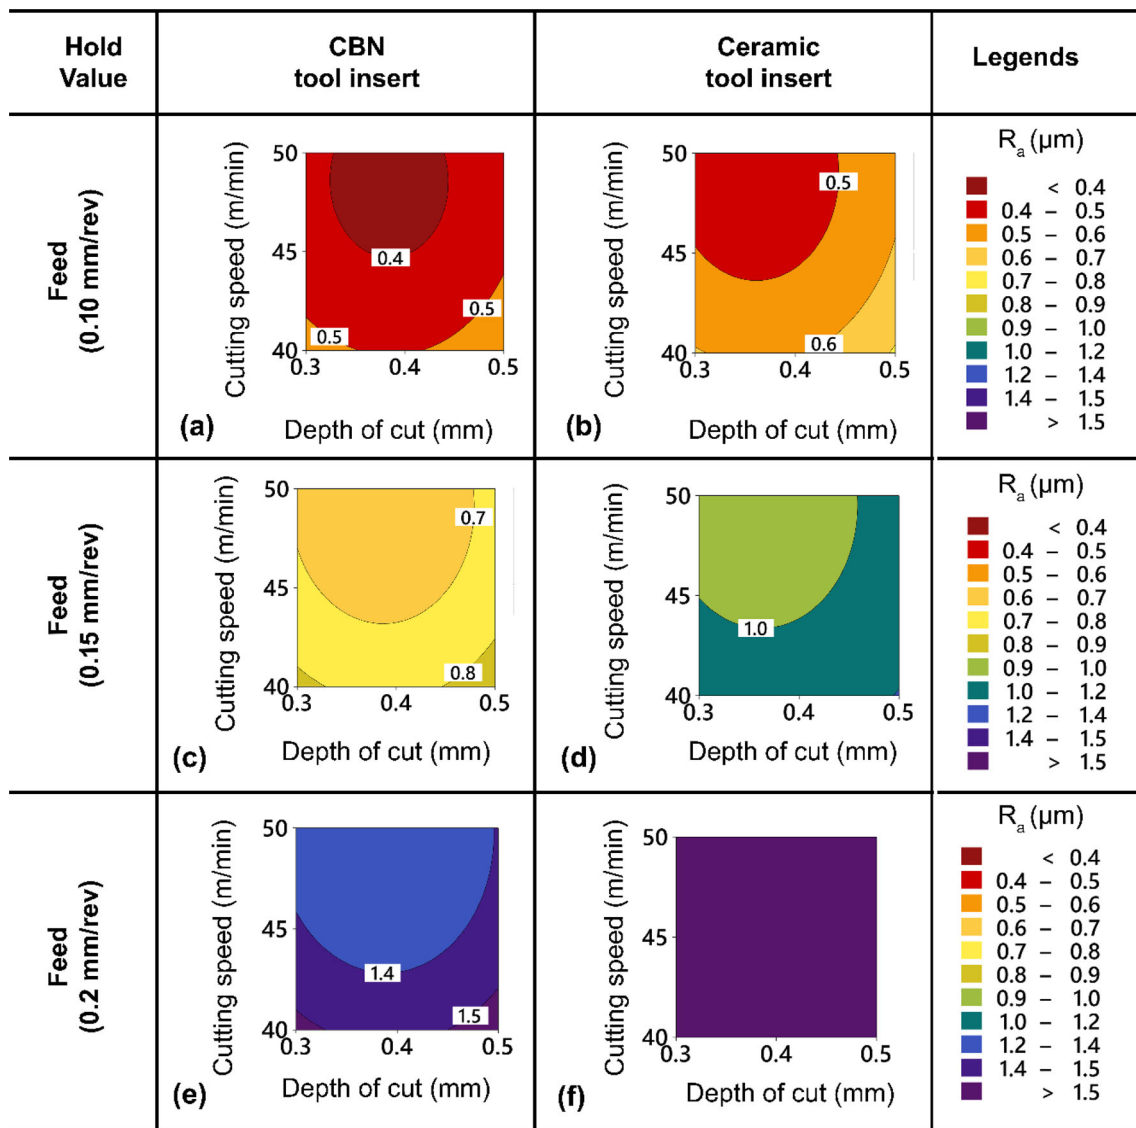 Hold
Value
CBN
tool insert
Ceramic
tool insert
Legends
Feed
(0.10 mm/rev)
Cutting speed (m/min)
50
45
40
0.4
0.5
0.5
0.3 0.4 0.5
(a) Depth of cut (mm)
Cutting speed (m/min)
50
45
40
0.5
0.6
0.3 0.4 0.5
(b) Depth of cut (mm)
Ra (µm)
< 0.4
0.4 – 0.5
0.5 – 0.6
0.6 – 0.7
0.7 – 0.8
0.8 – 0.9
0.9 – 1.0
1.0 – 1.2
1.2 – 1.4
1.4 – 1.5
> 1.5
Feed
(0.15 mm/rev)
Cutting speed (m/min)
50
45
40
0.7
0.8
0.3 0.4 0.5
(c) Depth of cut (mm)
Cutting speed (m/min)
50
45
40
1.0
0.3 0.4 0.5
(d) Depth of cut (mm)
Ra (µm)
< 0.4
0.4 – 0.5
0.5 – 0.6
0.6 – 0.7
0.7 – 0.8
0.8 – 0.9
0.9 – 1.0
1.0 – 1.2
1.2 – 1.4
1.4 – 1.5
> 1.5
Feed
(0.2 mm/rev)
Cutting speed (m/min)
50
45
40
1.4
1.5
0.3 0.4 0.5
(e) Depth of cut (mm)
Cutting speed (m/min)
50
45
40
0.3 0.4 0.5
(f) Depth of cut (mm)
Ra (µm)
< 0.4
0.4 – 0.5
0.5 – 0.6
0.6 – 0.7
0.7 – 0.8
0.8 – 0.9
0.9 – 1.0
1.0 – 1.2
1.2 – 1.4
1.4 – 1.5
> 1.5